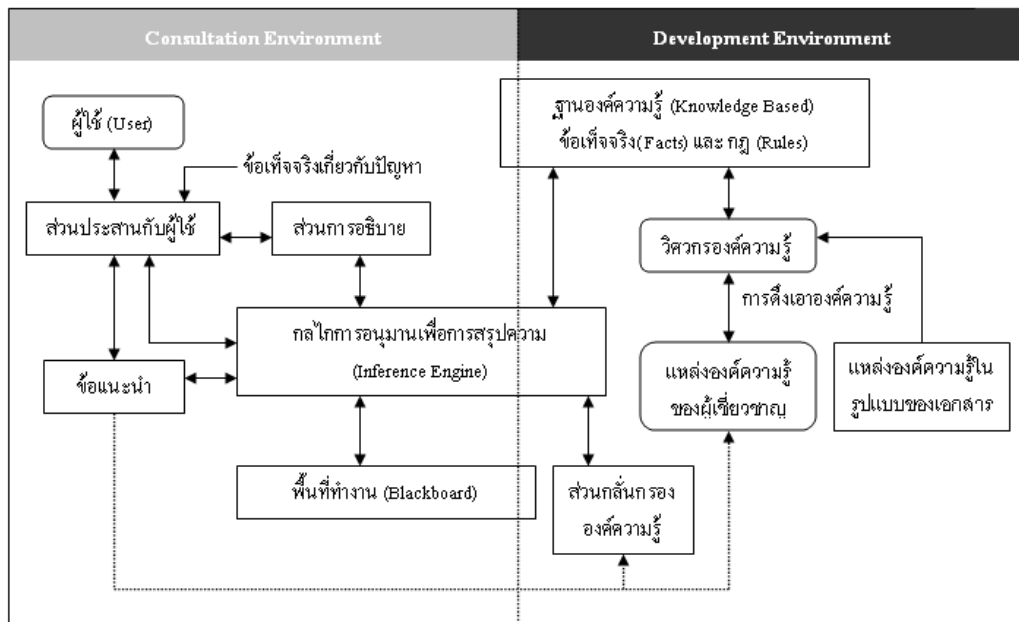 Consultation Environment
Development Environment
ผู้ใช้ (User)
ข้อเท็จจริงเกี่ยวกับปัญหา
ส่วนประสานกับผู้ใช้
ส่วนการอธิบาย
ฐานองค์ความรู้ (Knowledge Based)
ข้อเท็จจริง(Facts) และ กฎ (Rules)
วิศวกรองค์ความรู้
การดึงเอาองค์ความรู้
กลไกการอนุมานเพื่อการสรุปความ
(Inference Engine)
ข้อแนะนำ
แหล่งองค์ความรู้
ของผู้เชี่ยวชาญ
แหล่งองค์ความรู้ใน
รูปแบบของเอกสาร
พื้นที่ทำงาน (Blackboard)
ส่วนกลั่นกรอง
องค์ความรู้